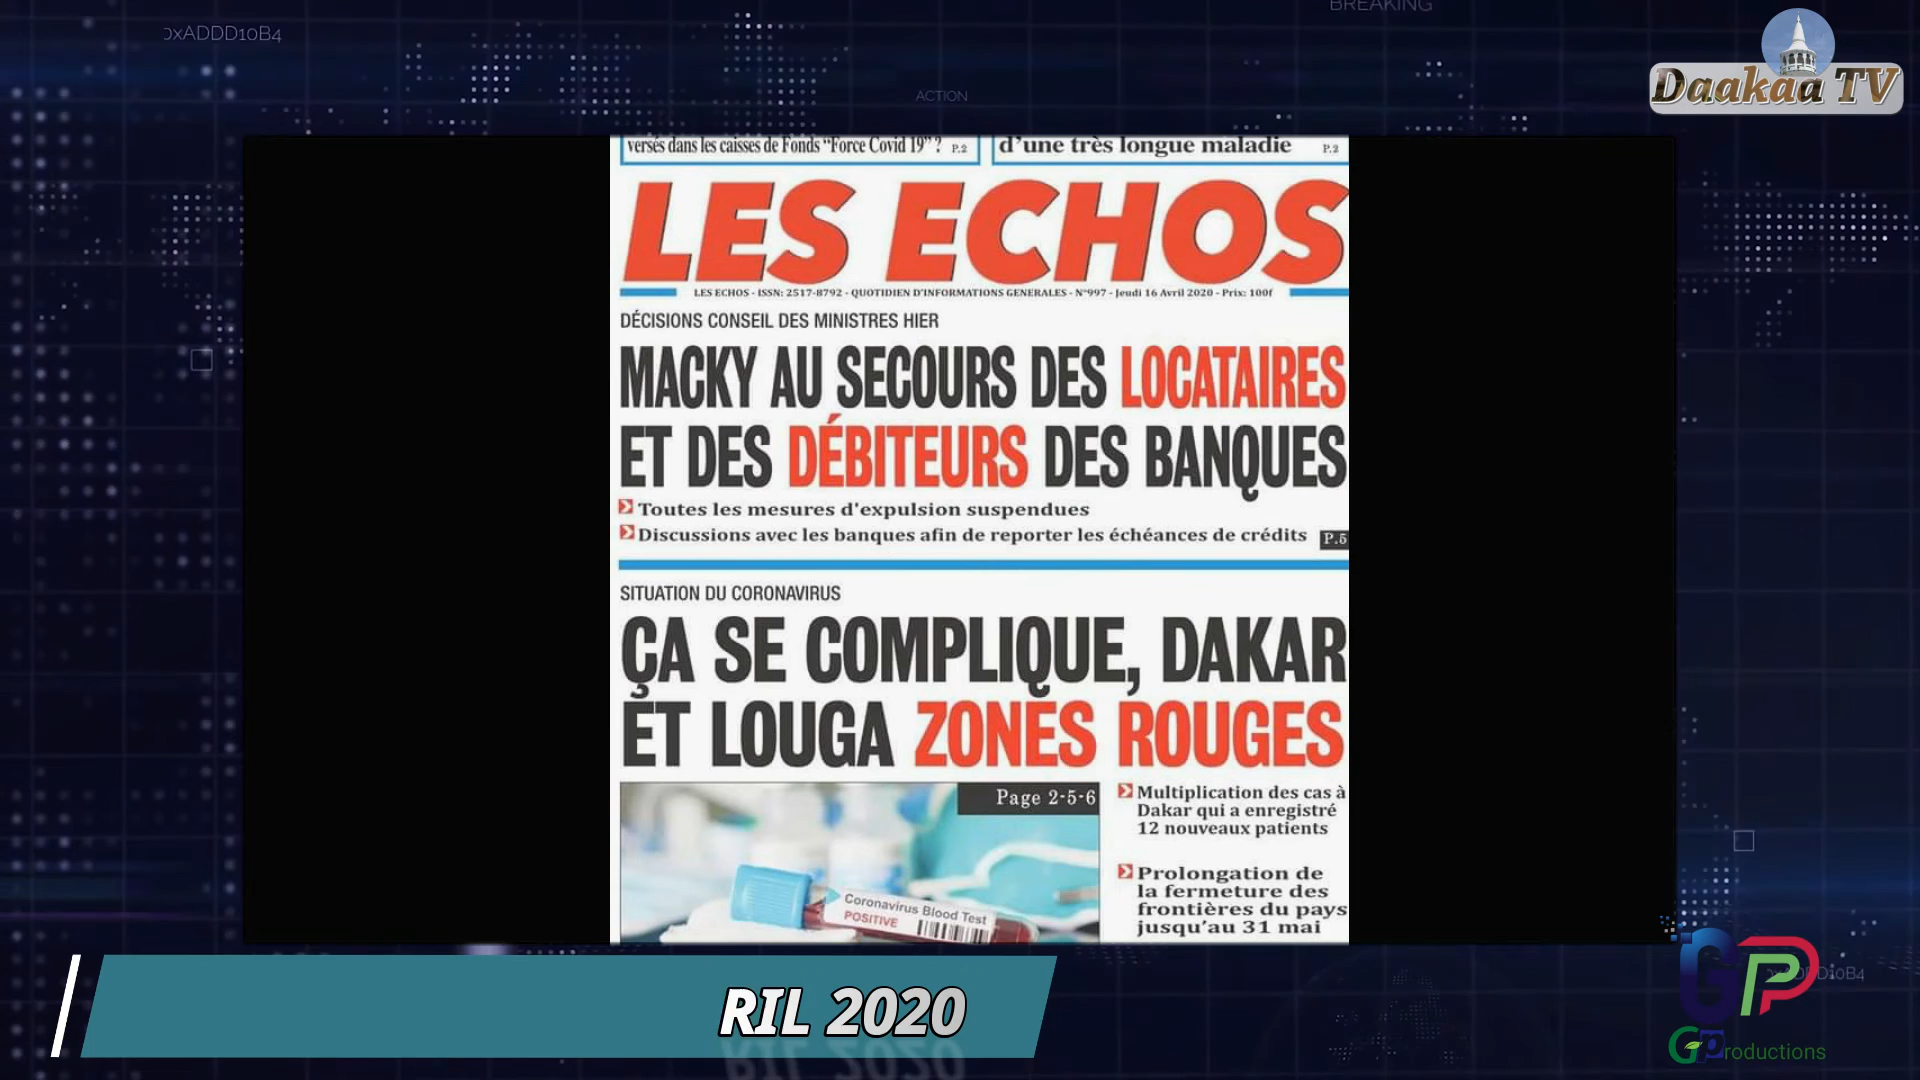 BREAKING
0xADDD10B4
ACTION
Daakaa TV
versés dans les caisses de Fonds "Force Covid 19" ? P.2
d'une très longue maladie P.2
LES ECHOS
LES ECHOS - ISSN: 2517-8792 - QUOTIDIEN D'INFORMATIONS GENERALES - N°997 - Jeudi 16 Avril 2020 - Prix: 100f
DÉCISIONS CONSEIL DES MINISTRES HIER
MACKY AU SECOURS DES LOCATAIRES
ET DES DÉBITEURS DES BANQUES
Toutes les mesures d'expulsion suspendues
Discussions avec les banques afin de reporter les échéances de crédits P.5
SITUATION DU CORONAVIRUS
ÇA SE COMPLIQUE, DAKAR
ET LOUGA ZONES ROUGES
Page 2-5-6
Coronavirus Blood Test
POSITIVE
Multiplication des cas à
Dakar qui a enregistré
12 nouveaux patients
Prolongation de
la fermeture des
frontières du pays
jusqu'au 31 mai
RIL 2020
GP
GProductions